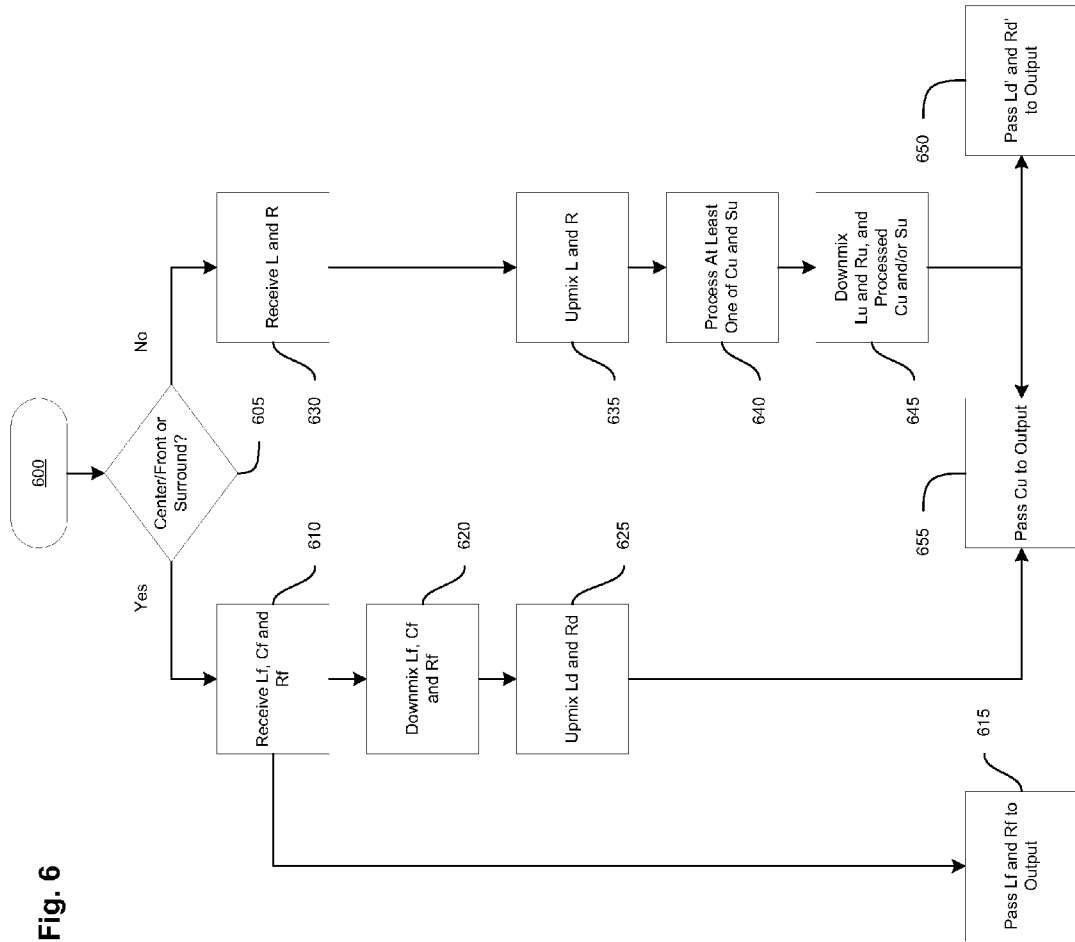 Fig. 6
600
Center/Front or
Surround?
605
Yes
No
Receive Lf, Cf and
Rf
610
Downmix Lf, Cf
and Rf
620
Upmix Ld and Rd
625
Pass Lf and Rf to
Output
615
Receive L and R
630
Upmix L and R
635
Process At Least
One of Cu and Su
640
Downmix
Lu and Ru, and
Processed
Cu and/or Su
645
Pass Cu to Output
655
Pass Ld' and Rd'
to Output
650